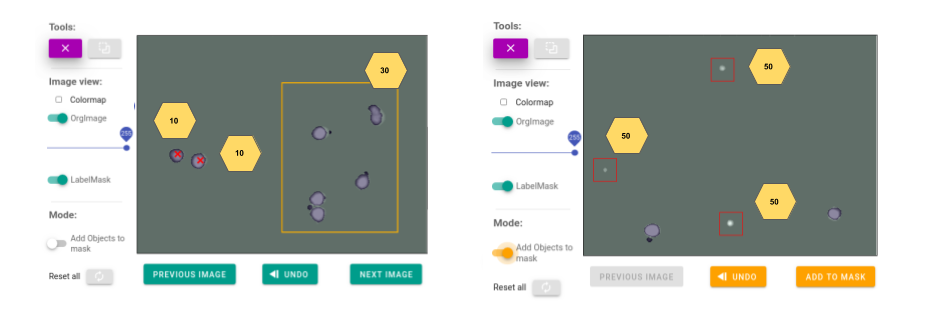 Tools:
Image view:
Colormap
OrgImage
255
LabelMask
Mode:
Add Objects to
mask
Reset all
10
10
30
PREVIOUS IMAGE
UNDO
NEXT IMAGE
Tools:
Image view:
Colormap
OrgImage
255
LabelMask
Mode:
Add Objects to
mask
Reset all
50
50
50
PREVIOUS IMAGE
UNDO
ADD TO MASK